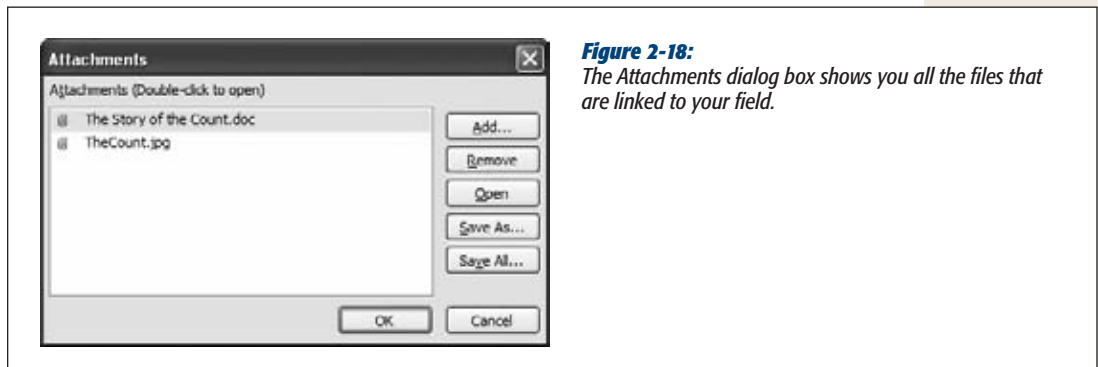 Attachments
Attachments (Double-click to open)
The Story of the Count.doc
TheCount.jpg
Add...
Remove
Open
Save As...
Save All...
OK
Cancel
Figure 2-18:
The Attachments dialog box shows you all the files that
are linked to your field.